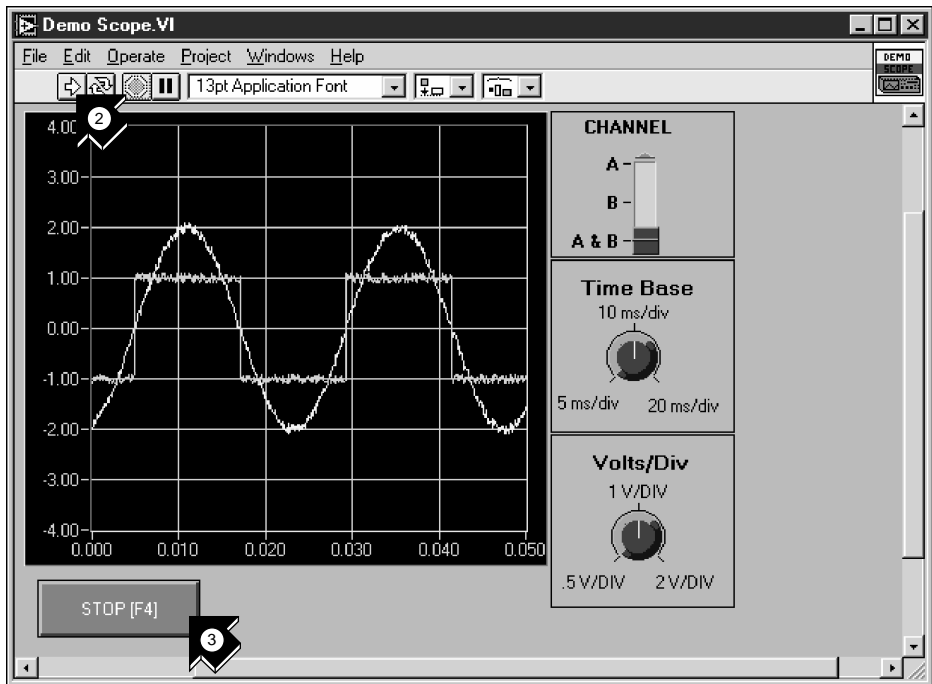 Demo Scope.VI
File Edit Operate Project Windows Help
DEMO
SCOPE
13pt Application Font
2
4.00
3.00
2.00
1.00
0.00
-1.00
-2.00
-3.00
-4.00
0.000 0.010 0.020 0.030 0.040 0.050
CHANNEL
A
B
A & B
Time Base
10 ms/div
5 ms/div 20 ms/div
Volts/Div
1 V/DIV
.5 V/DIV 2 V/DIV
STOP [F4]
3